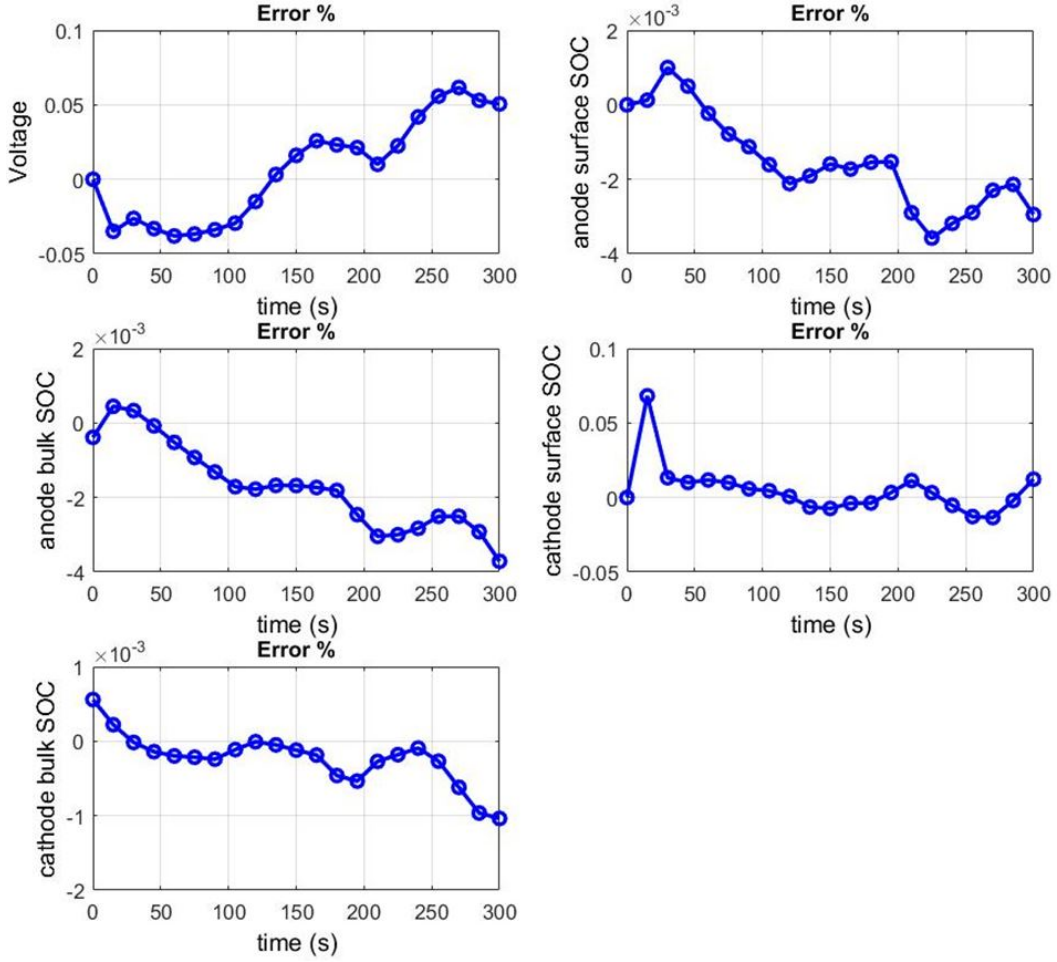 Error %
0.1
0.05
0
-0.05
Voltage
0 50 100 150 200 250 300
time (s)
×10-3
Error %
2
0
-2
-4
anode surface SOC
0 50 100 150 200 250 300
time (s)
×10-3
Error %
2
0
-2
-4
anode bulk SOC
0 50 100 150 200 250 300
time (s)
Error %
0.1
0.05
0
-0.05
cathode surface SOC
0 50 100 150 200 250 300
time (s)
×10-3
Error %
1
0
-1
-2
cathode bulk SOC
0 50 100 150 200 250 300
time (s)